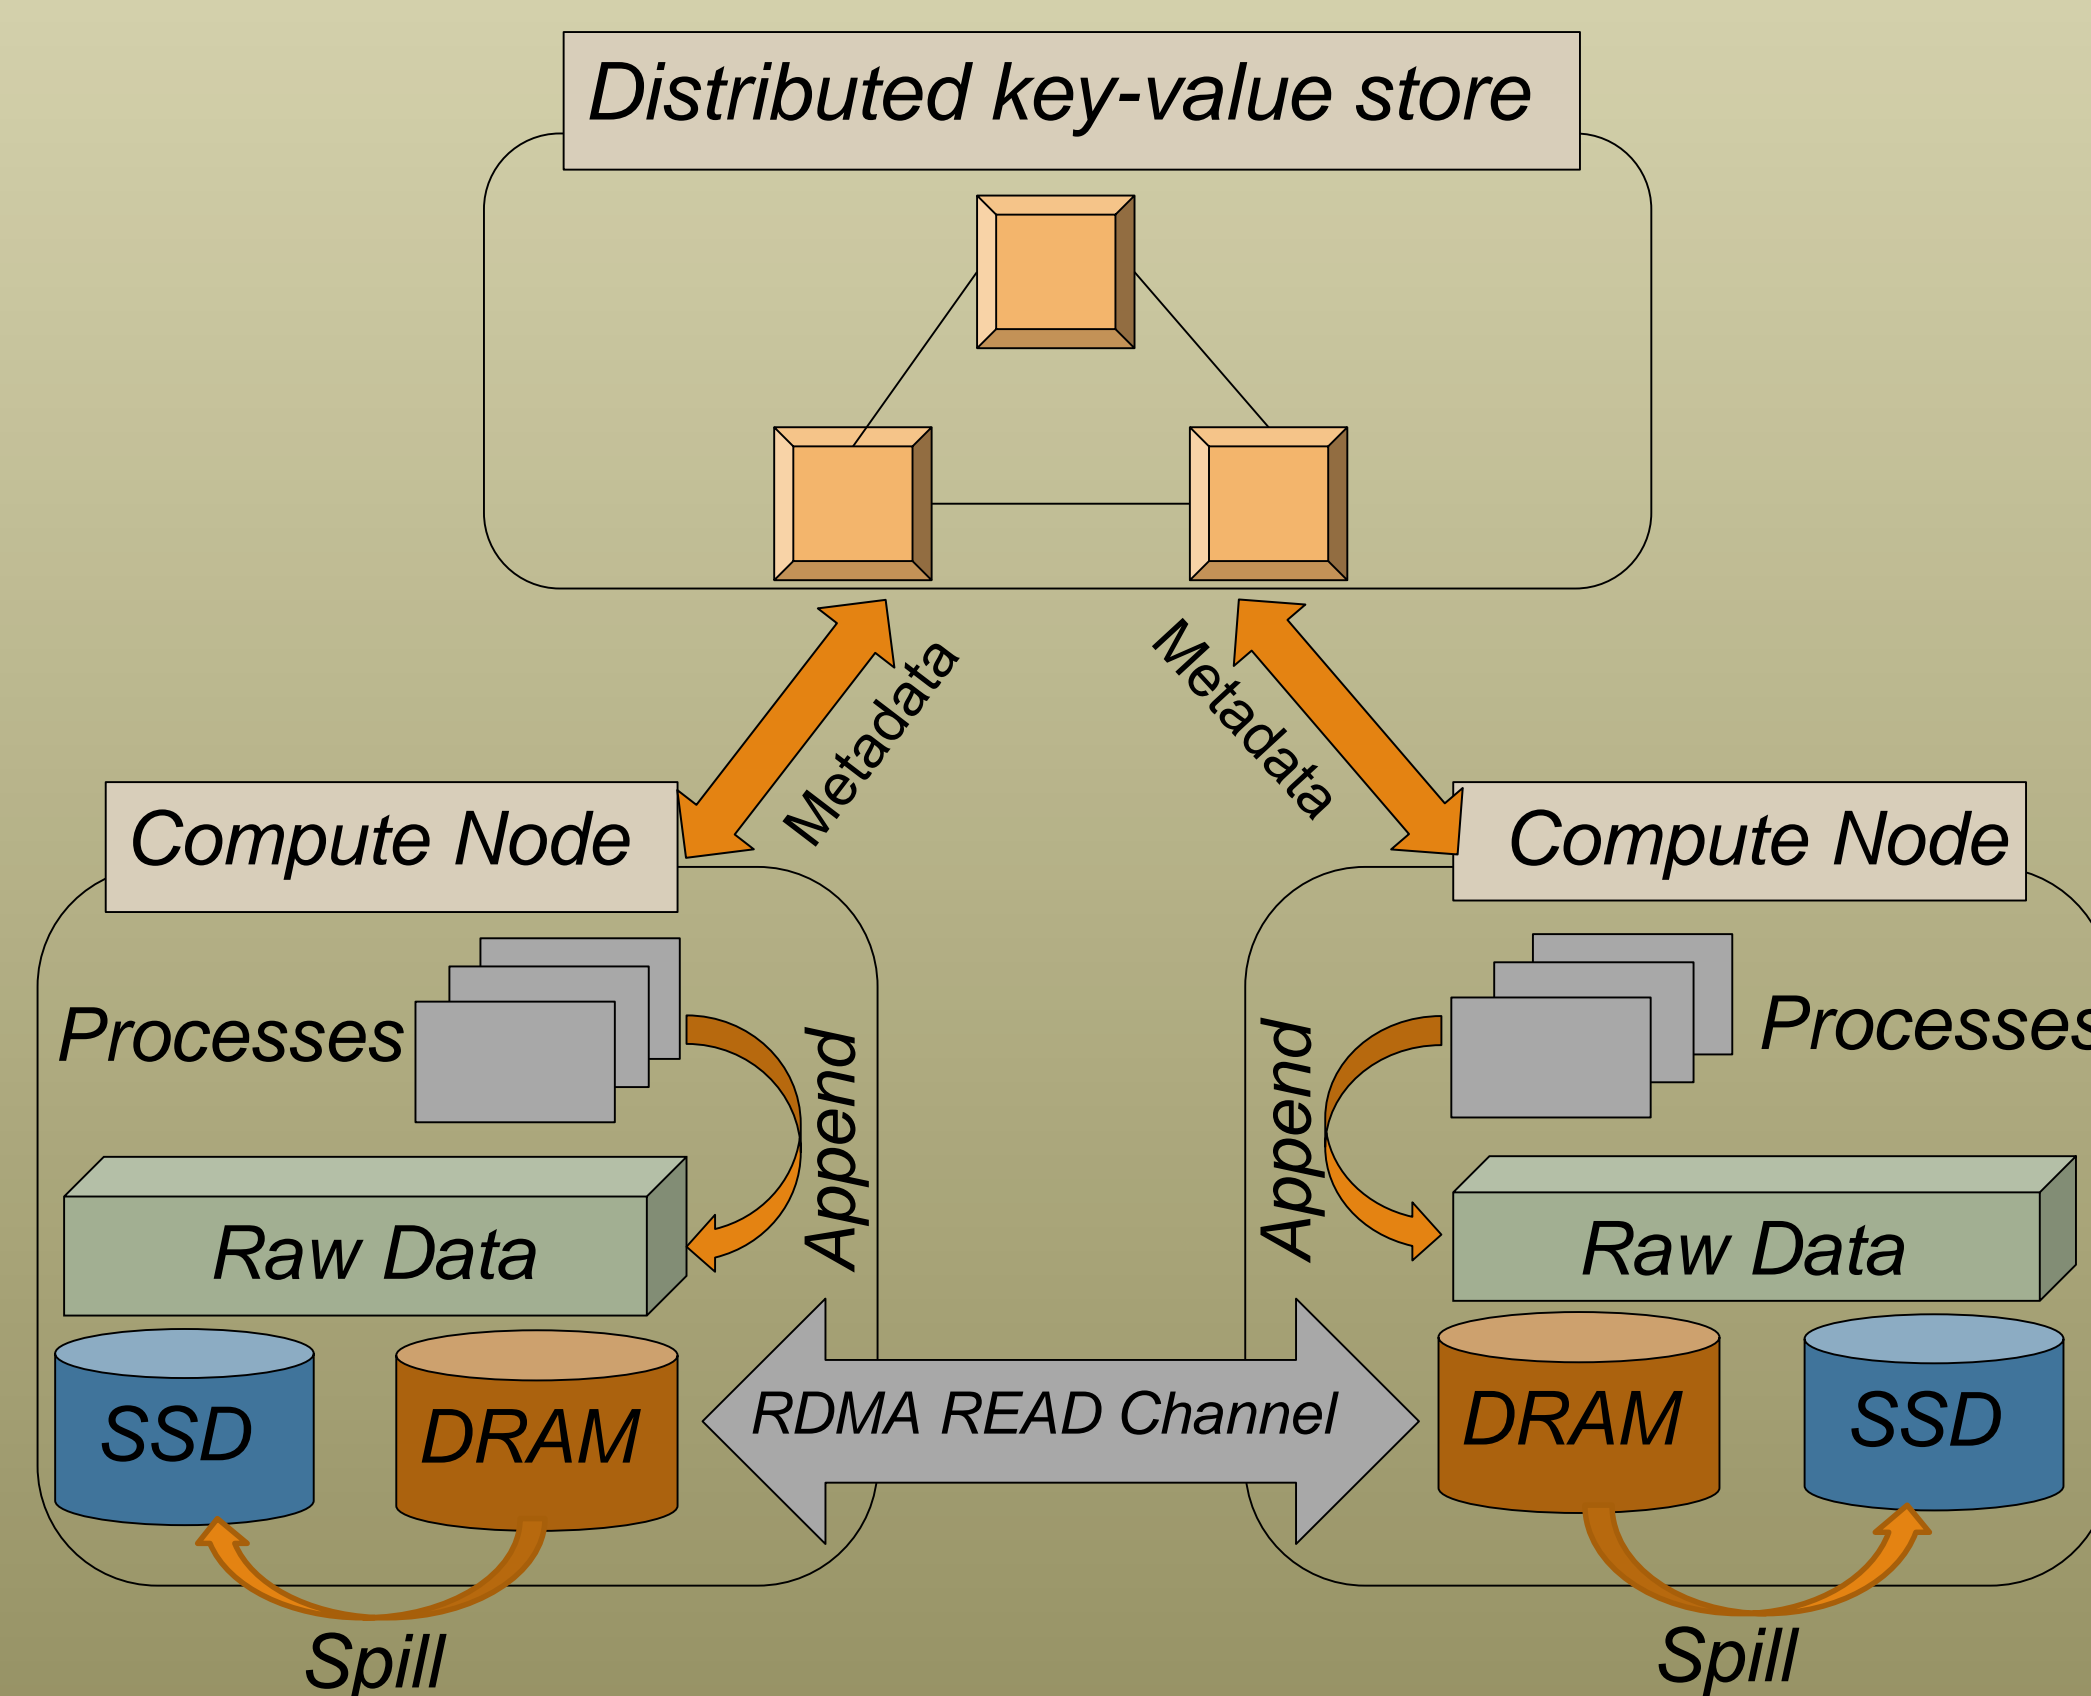 Distributed key-value store
Metadata
Metadata
Compute Node
Compute Node
Processes
Append
Append
Processes
Raw Data
Raw Data
SSD
DRAM
RDMA READ Channel
DRAM
SSD
Spill
Spill